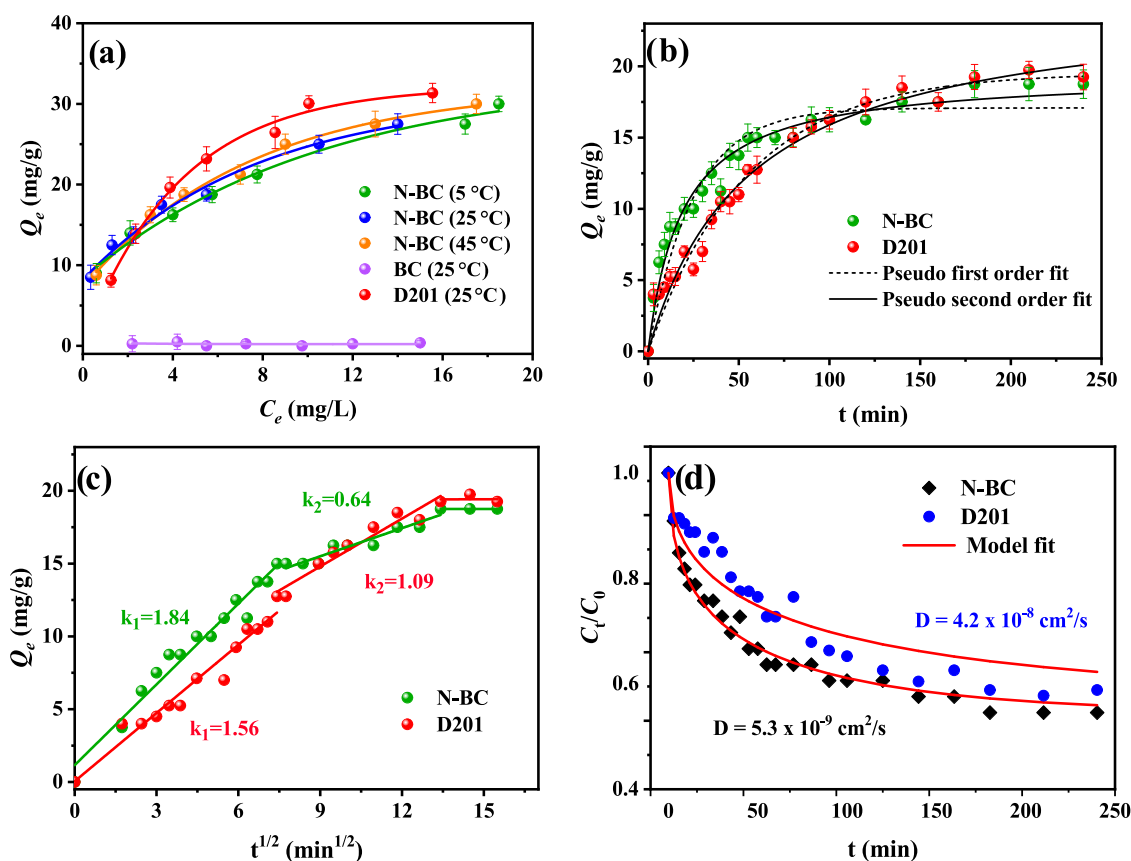 (a)
40
30
20
10
0
Qe (mg/g)
N-BC (5 °C)
N-BC (25 °C)
N-BC (45 °C)
BC (25 °C)
D201 (25 °C)
0 4 8 12 16 20
Ce (mg/L)
(b)
20
15
10
5
0
Qe (mg/g)
N-BC
D201
Pseudo first order fit
Pseudo second order fit
0 50 100 150 200 250
t (min)
(c)
25
20
15
10
5
0
Qe (mg/g)
k2=0.64
k2=1.09
k1=1.84
k1=1.56
N-BC
D201
0 3 6 9 12 15
t1/2 (min1/2)
(d)
1.0
0.8
0.6
0.4
Ct/C0
N-BC
D201
Model fit
D = 4.2 x 10-8 cm2/s
D = 5.3 x 10-9 cm2/s
0 50 100 150 200 250
t (min)